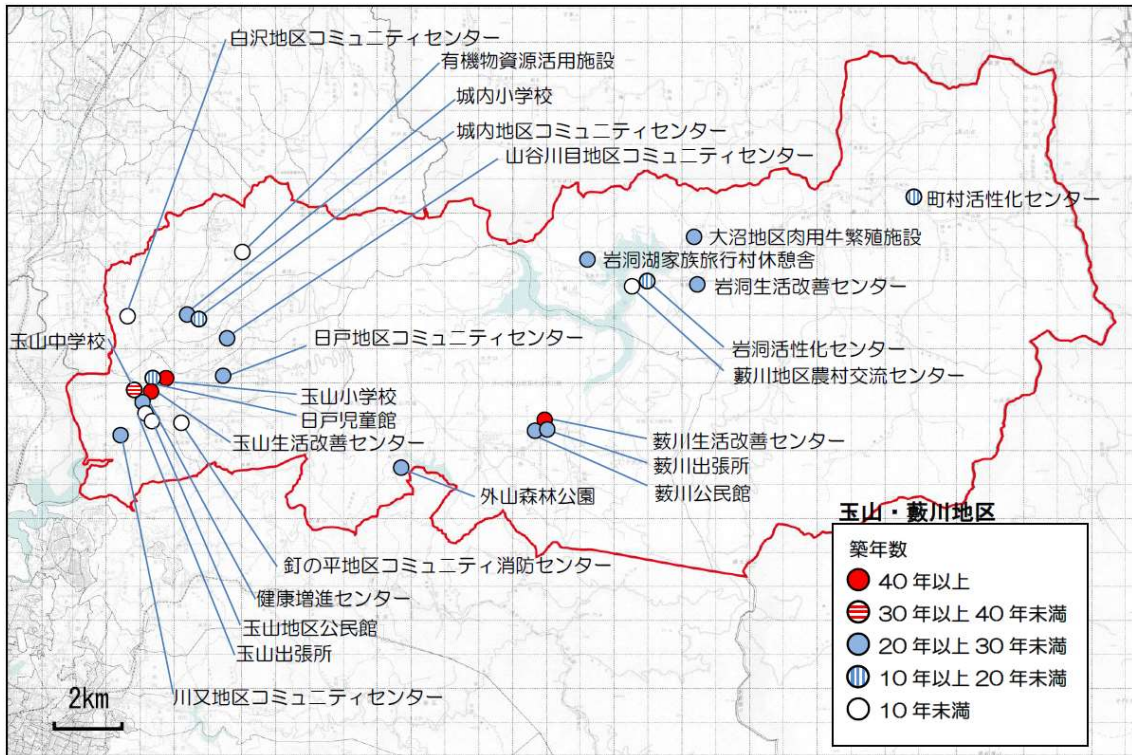 白沢地区コミュニティセンター
有機物資源活用施設
城内小学校
城内地区コミュニティセンター
山谷川目地区コミュニティセンター
町村活性化センター
大沼地区肉用牛繁殖施設
岩洞湖家族旅行村休憩舎
岩洞生活改善センター
玉山中学校
日戸地区コミュニティセンター
岩洞活性化センター
藪川地区農村交流センター
玉山小学校
日戸児童館
玉山生活改善センター
薮川生活改善センター
薮川出張所
薮川公民館
外山森林公園
釘の平地区コミュニティ消防センター
健康増進センター
玉山地区公民館
玉山出張所
川又地区コミュニティセンター
2km
玉山・藪川地区
築年数
40年以上
30年以上40年未満
20年以上30年未満
10年以上20年未満
10年未満